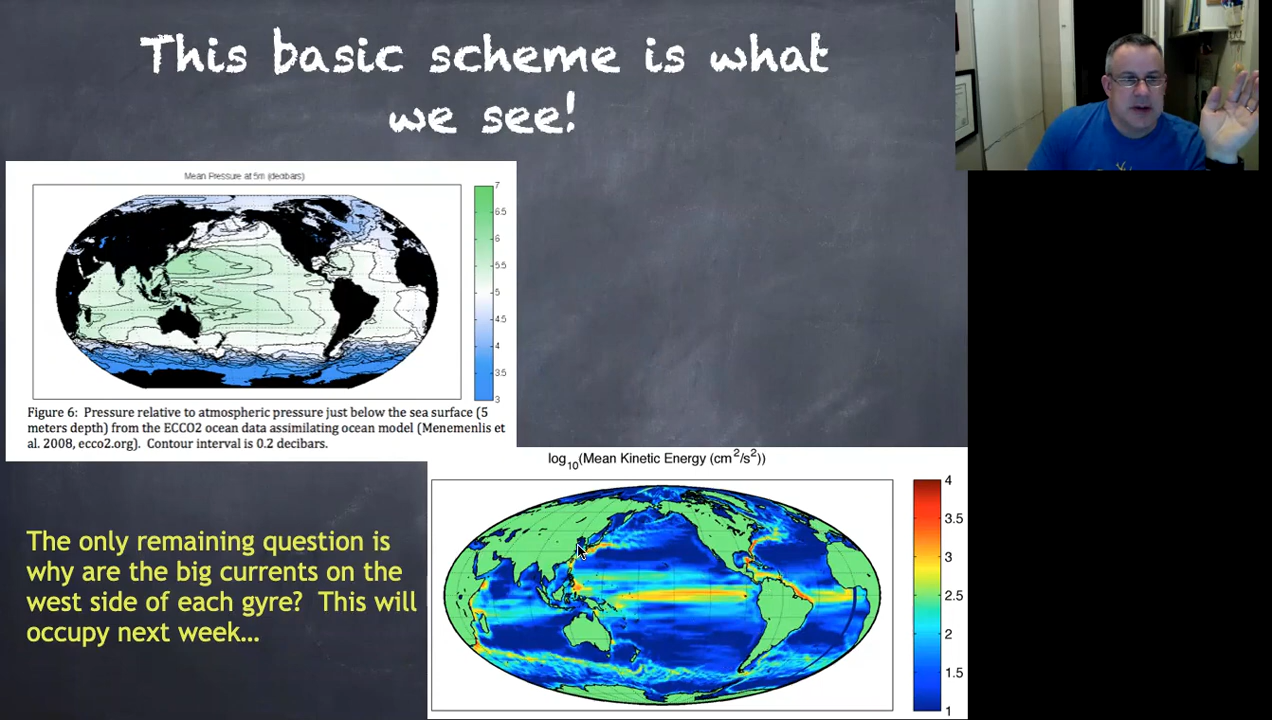 This basic scheme is what
we see!
Mean Pressure at 5m (decibars)
7
6.5
6
5.5
5
4.5
4
3.5
3
Figure 6: Pressure relative to atmospheric pressure just below the sea surface (5
meters depth) from the ECCO2 ocean data assimilating ocean model (Menemenlis et
al. 2008, ecco2.org). Contour interval is 0.2 decibars.
log10(Mean Kinetic Energy (cm2/s2))
4
3.5
3
2.5
2
1.5
1
The only remaining question is
why are the big currents on the
west side of each gyre? This will
occupy next week...